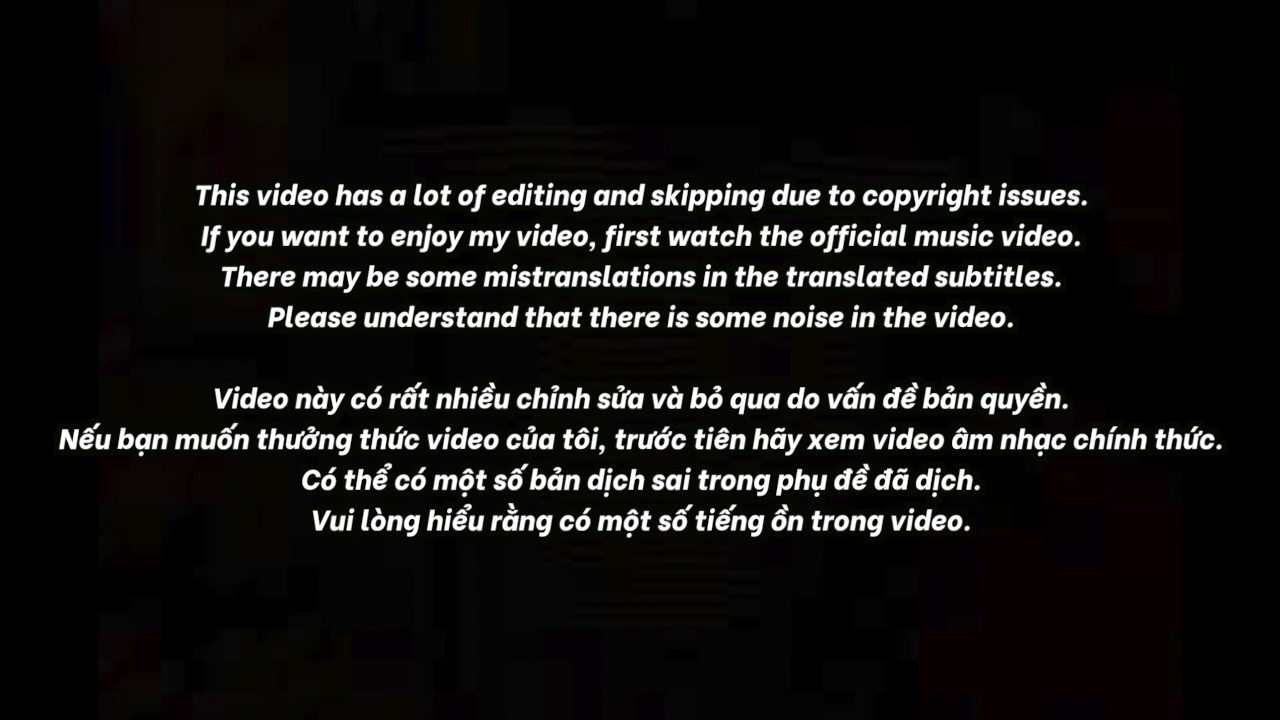 This video has a lot of editing and skipping due to copyright issues.
If you want to enjoy my video, first watch the official music video.
There may be some mistranslations in the translated subtitles.
Please understand that there is some noise in the video.
Video này có rất nhiều chỉnh sửa và bỏ qua do vấn đề bản quyền.
Nếu bạn muốn thưởng thức video của tôi, trước tiên hãy xem video âm nhạc chính thức.
Có thể có một số bản dịch sai trong phụ đề đã dịch.
Vui lòng hiểu rằng có một số tiếng ồn trong video.